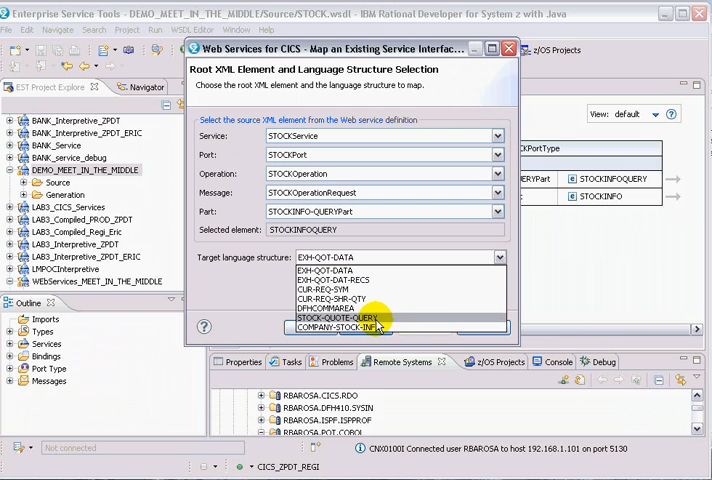 Enterprise Service Tools - DEMO_MEET_IN_THE_MIDDLE/Source/STOCK.wsdl - IBM Rational Developer for System z with Java
File Edit Navigate Search Project Run WSDL Editor Window Help
z/OS Projects
EST Project Explore
Navigator
BANK_Interpretive_ZPDT
BANK_Interpretive_ZPDT_ERIC
BANK_Service
BANK_service_debug
DEMO_MEET_IN_THE_MIDDLE
Source
Generation
LAB3_CICS_Services
LAB3_Compiled_PROD_ZPDT
LAB3_Compiled_Regi_Eric
LAB3_Interpretive_ZPDT
LAB3_Interpretive_ZPDT_ERIC
LMPOCInterpretive
WEBServices_MEET_IN_THE_MIDDLE
Outline
Imports
Types
Services
Bindings
Port Type
Messages
Web Services for CICS - Map an Existing Service Interfac...
Root XML Element and Language Structure Selection
Choose the root XML element and the language structure to map.
Select the source XML element from the Web service definition
Service: STOCKService
Port: STOCKPort
Operation: STOCKOperation
Message: STOCKOperationRequest
Part: STOCKINFO-QUERYPart
Selected element: STOCKINFOQUERY
Target language structure: EXH-QOT-DATA
EXH-QOT-DATA
EXH-QOT-DAT-RECS
CUR-REQ-SYM
CUR-REQ-SHR-QTY
DFHCOMMAREA
STOCK-QUOTE-QUERY
COMPANY-STOCK-INF
View: default
CKPortType
ERYPart
STOCKINFOQUERY
STOCKINFO
Properties
Tasks
Problems
Remote Systems
z/OS Projects
Console
Debug
RBAROSA.CICS.RDO
RBAROSA.DFH410.SYSIN
RBAROSA.ISPF.ISPPROF
RBAROSA.POT.COBOL
Not connected
CNX0100I Connected user RBAROSA to host 192.168.1.101 on port 5130
CICS_ZPDT_REGI